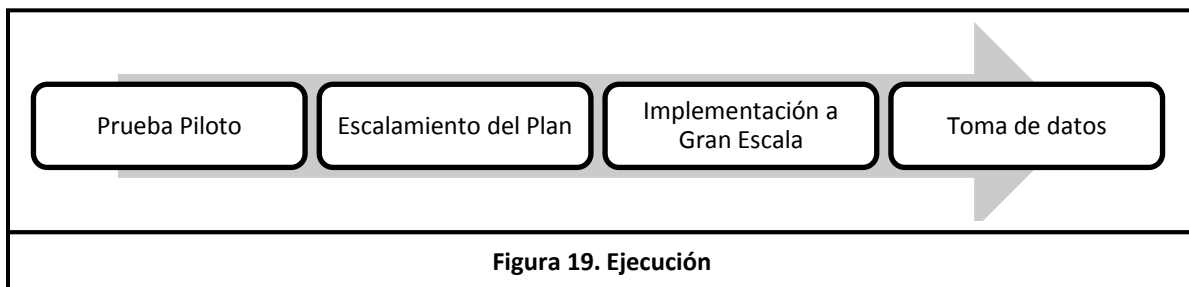 Prueba Piloto
Escalamiento del Plan
Implementación a
Gran Escala
Toma de datos
Figura 19. Ejecución